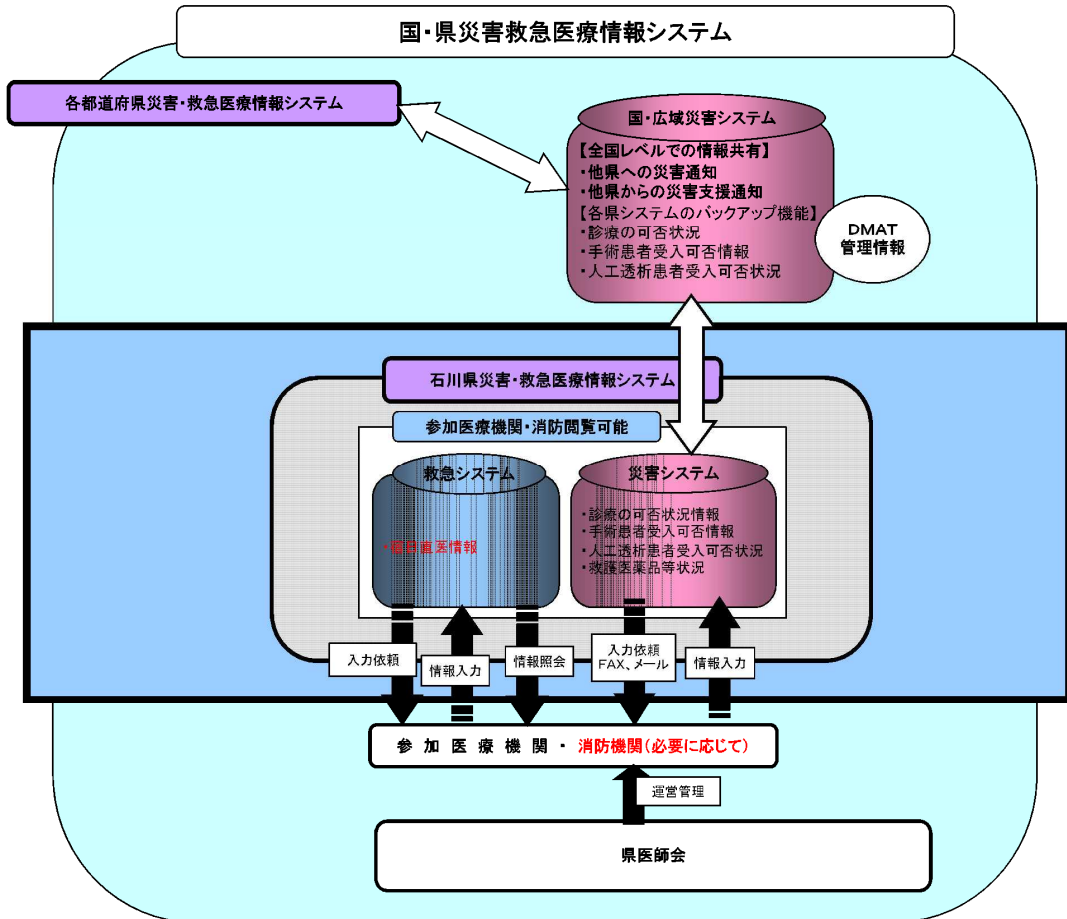 国・県災害救急医療情報システム
各都道府県災害・救急医療情報システム
国・広域災害システム
【全国レベルでの情報共有】
・他県への災害通知
・他県からの災害支援通知
【各県システムのバックアップ機能】
・診療の可否状況
・手術患者受入可否情報
・人工透析患者受入可否状況
DMAT
管理情報
石川県災害・救急医療情報システム
参加医療機関・消防閲覧可能
救急システム
直医情報
災害システム
・診療の可否状況情報
・手術患者受入可否情報
・人工透析患者受入可否状況
・救護医薬品等状況
入力依頼
情報入力
情報照会
入力依頼
FAX、メール
情報入力
参加医療機関・消防機関(必要に応じて)
運営管理
県医師会